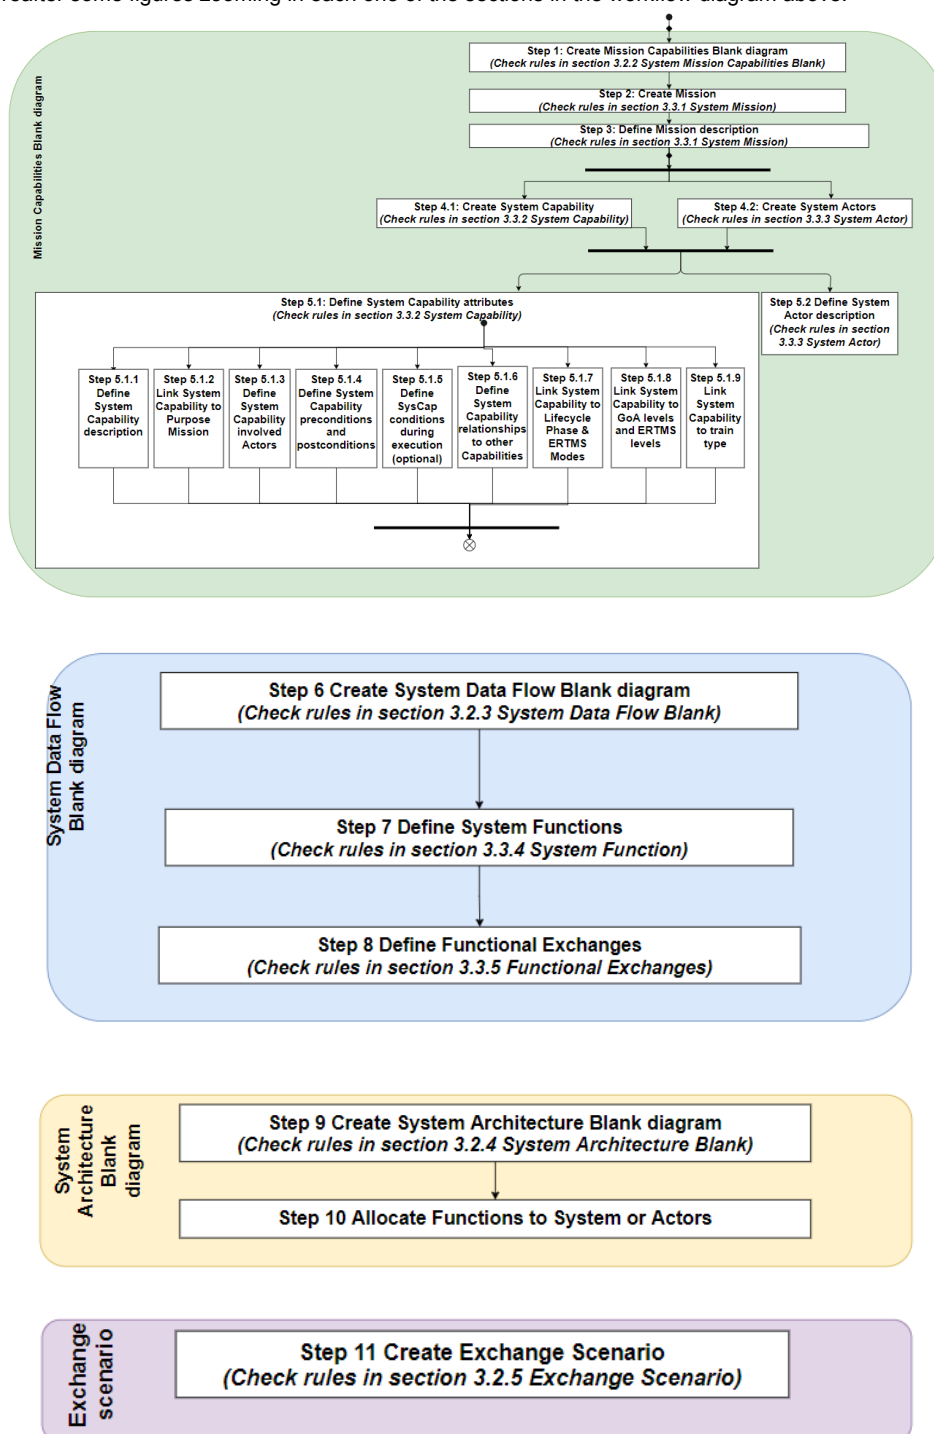 some figures zooming in each one of the sections in the workflow diagram above.
Mission Capabilities Blank diagram
Step 1: Create Mission Capabilities Blank diagram
(Check rules in section 3.2.2 System Mission Capabilities Blank)
Step 2: Create Mission
(Check rules in section 3.3.1 System Mission)
Step 3: Define Mission description
(Check rules in section 3.3.1 System Mission)
Step 4.1: Create System Capability
(Check rules in section 3.3.2 System Capability)
Step 4.2: Create System Actors
(Check rules in section 3.3.3 System Actor)
Step 5.1: Define System Capability attributes
(Check rules in section 3.3.2 System Capability)
Step 5.2 Define System
Actor description
(Check rules in section
3.3.3 System Actor)
Step 5.1.1
Define
System
Capability
description
Step 5.1.2
Link System
Capability to
Purpose
Mission
Step 5.1.3
Define
System
Capability
involved
Actors
Step 5.1.4
Define System
Capability
preconditions
and
postconditions
Step 5.1.5
Define
SysCap
conditions
during
execution
(optional)
Step 5.1.6
Define
System
Capability
relationships
to other
Capabilities
Step 5.1.7
Link System
Capability to
Lifecycle
Phase &
ERTMS
Modes
Step 5.1.8
Link System
Capability to
GoA levels
and ERTMS
levels
Step 5.1.9
Link
System
Capability
to train
type
System Data Flow
Blank diagram
Step 6 Create System Data Flow Blank diagram
(Check rules in section 3.2.3 System Data Flow Blank)
Step 7 Define System Functions
(Check rules in section 3.3.4 System Function)
Step 8 Define Functional Exchanges
(Check rules in section 3.3.5 Functional Exchanges)
System
Architecture
Blank
diagram
Step 9 Create System Architecture Blank diagram
(Check rules in section 3.2.4 System Architecture Blank)
Step 10 Allocate Functions to System or Actors
Exchange
scenario
Step 11 Create Exchange Scenario
(Check rules in section 3.2.5 Exchange Scenario)